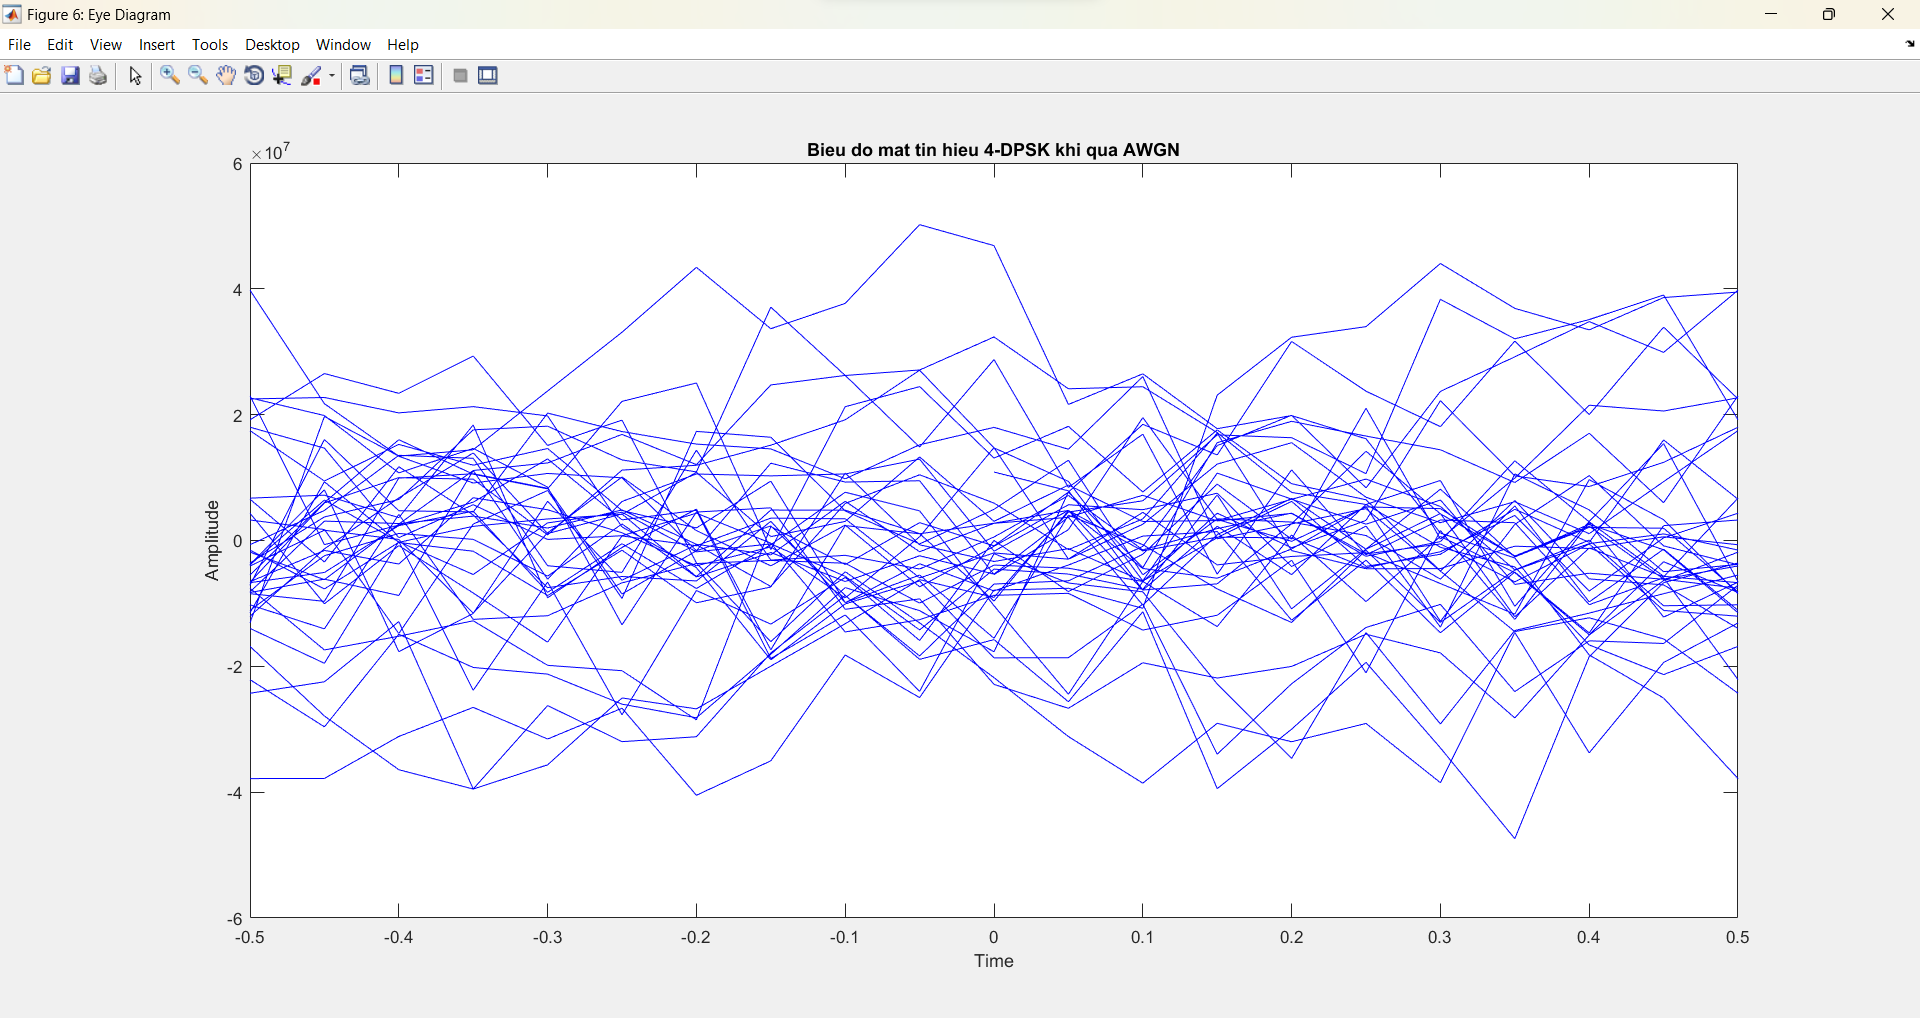 Figure 6: Eye Diagram
File Edit View Insert Tools Desktop Window Help
×10^7
Bieu do mat tin hieu 4-DPSK khi qua AWGN
6
4
2
0
-2
-4
-6
Amplitude
-0.5 -0.4 -0.3 -0.2 -0.1 0 0.1 0.2 0.3 0.4 0.5
Time